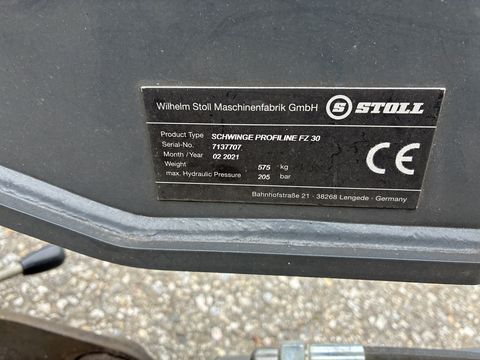 Wilhelm Stoll Maschinenfabrik GmbH S STOLL
Product Type SCHWINGE PROFILINE FZ 30
Serial-No. 7137707
Month / Year 02 2021
Weight 575 kg
max. Hydraulic Pressure 205 bar
CE
Bahnhofstraße 21 - 38268 Lengede - Germany